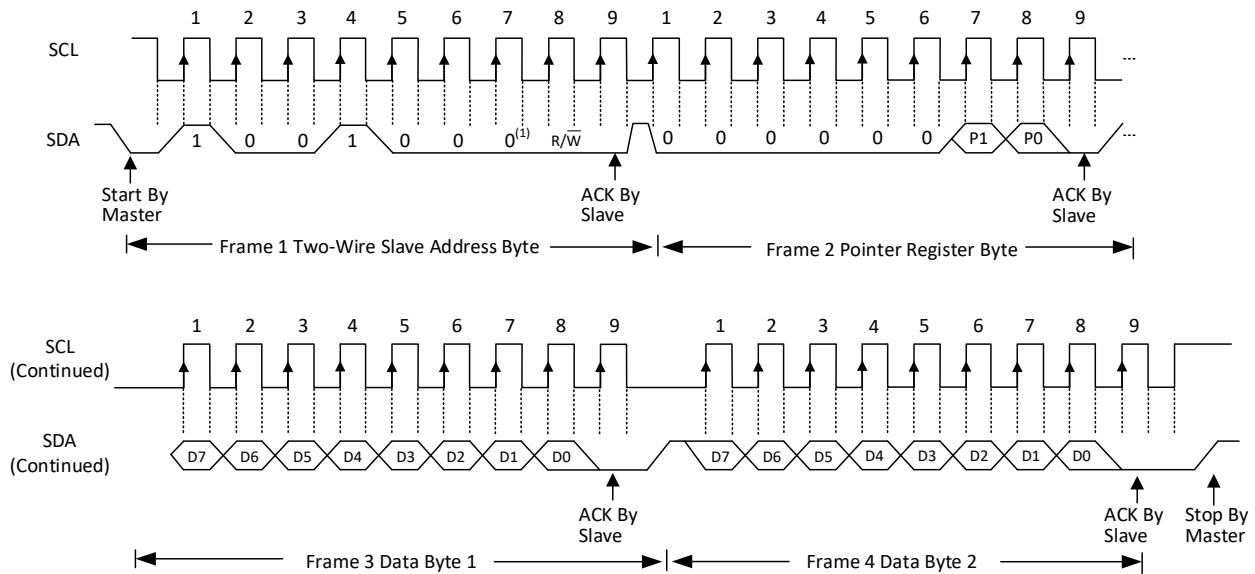 1 2 3 4 5 6 7 8 9 1 2 3 4 5 6 7 8 9
SCL
...
SDA
1 0 0 1 0 0 0(1) R/W̅ 0 0 0 0 0 0 P1 P0
...
Start By
Master
ACK By
Slave
ACK By
Slave
Frame 1 Two-Wire Slave Address Byte
Frame 2 Pointer Register Byte
1 2 3 4 5 6 7 8 9 1 2 3 4 5 6 7 8 9
SCL
(Continued)
SDA
(Continued)
D7 D6 D5 D4 D3 D2 D1 D0 D7 D6 D5 D4 D3 D2 D1 D0
ACK By
Slave
ACK By
Slave
Stop By
Master
Frame 3 Data Byte 1
Frame 4 Data Byte 2